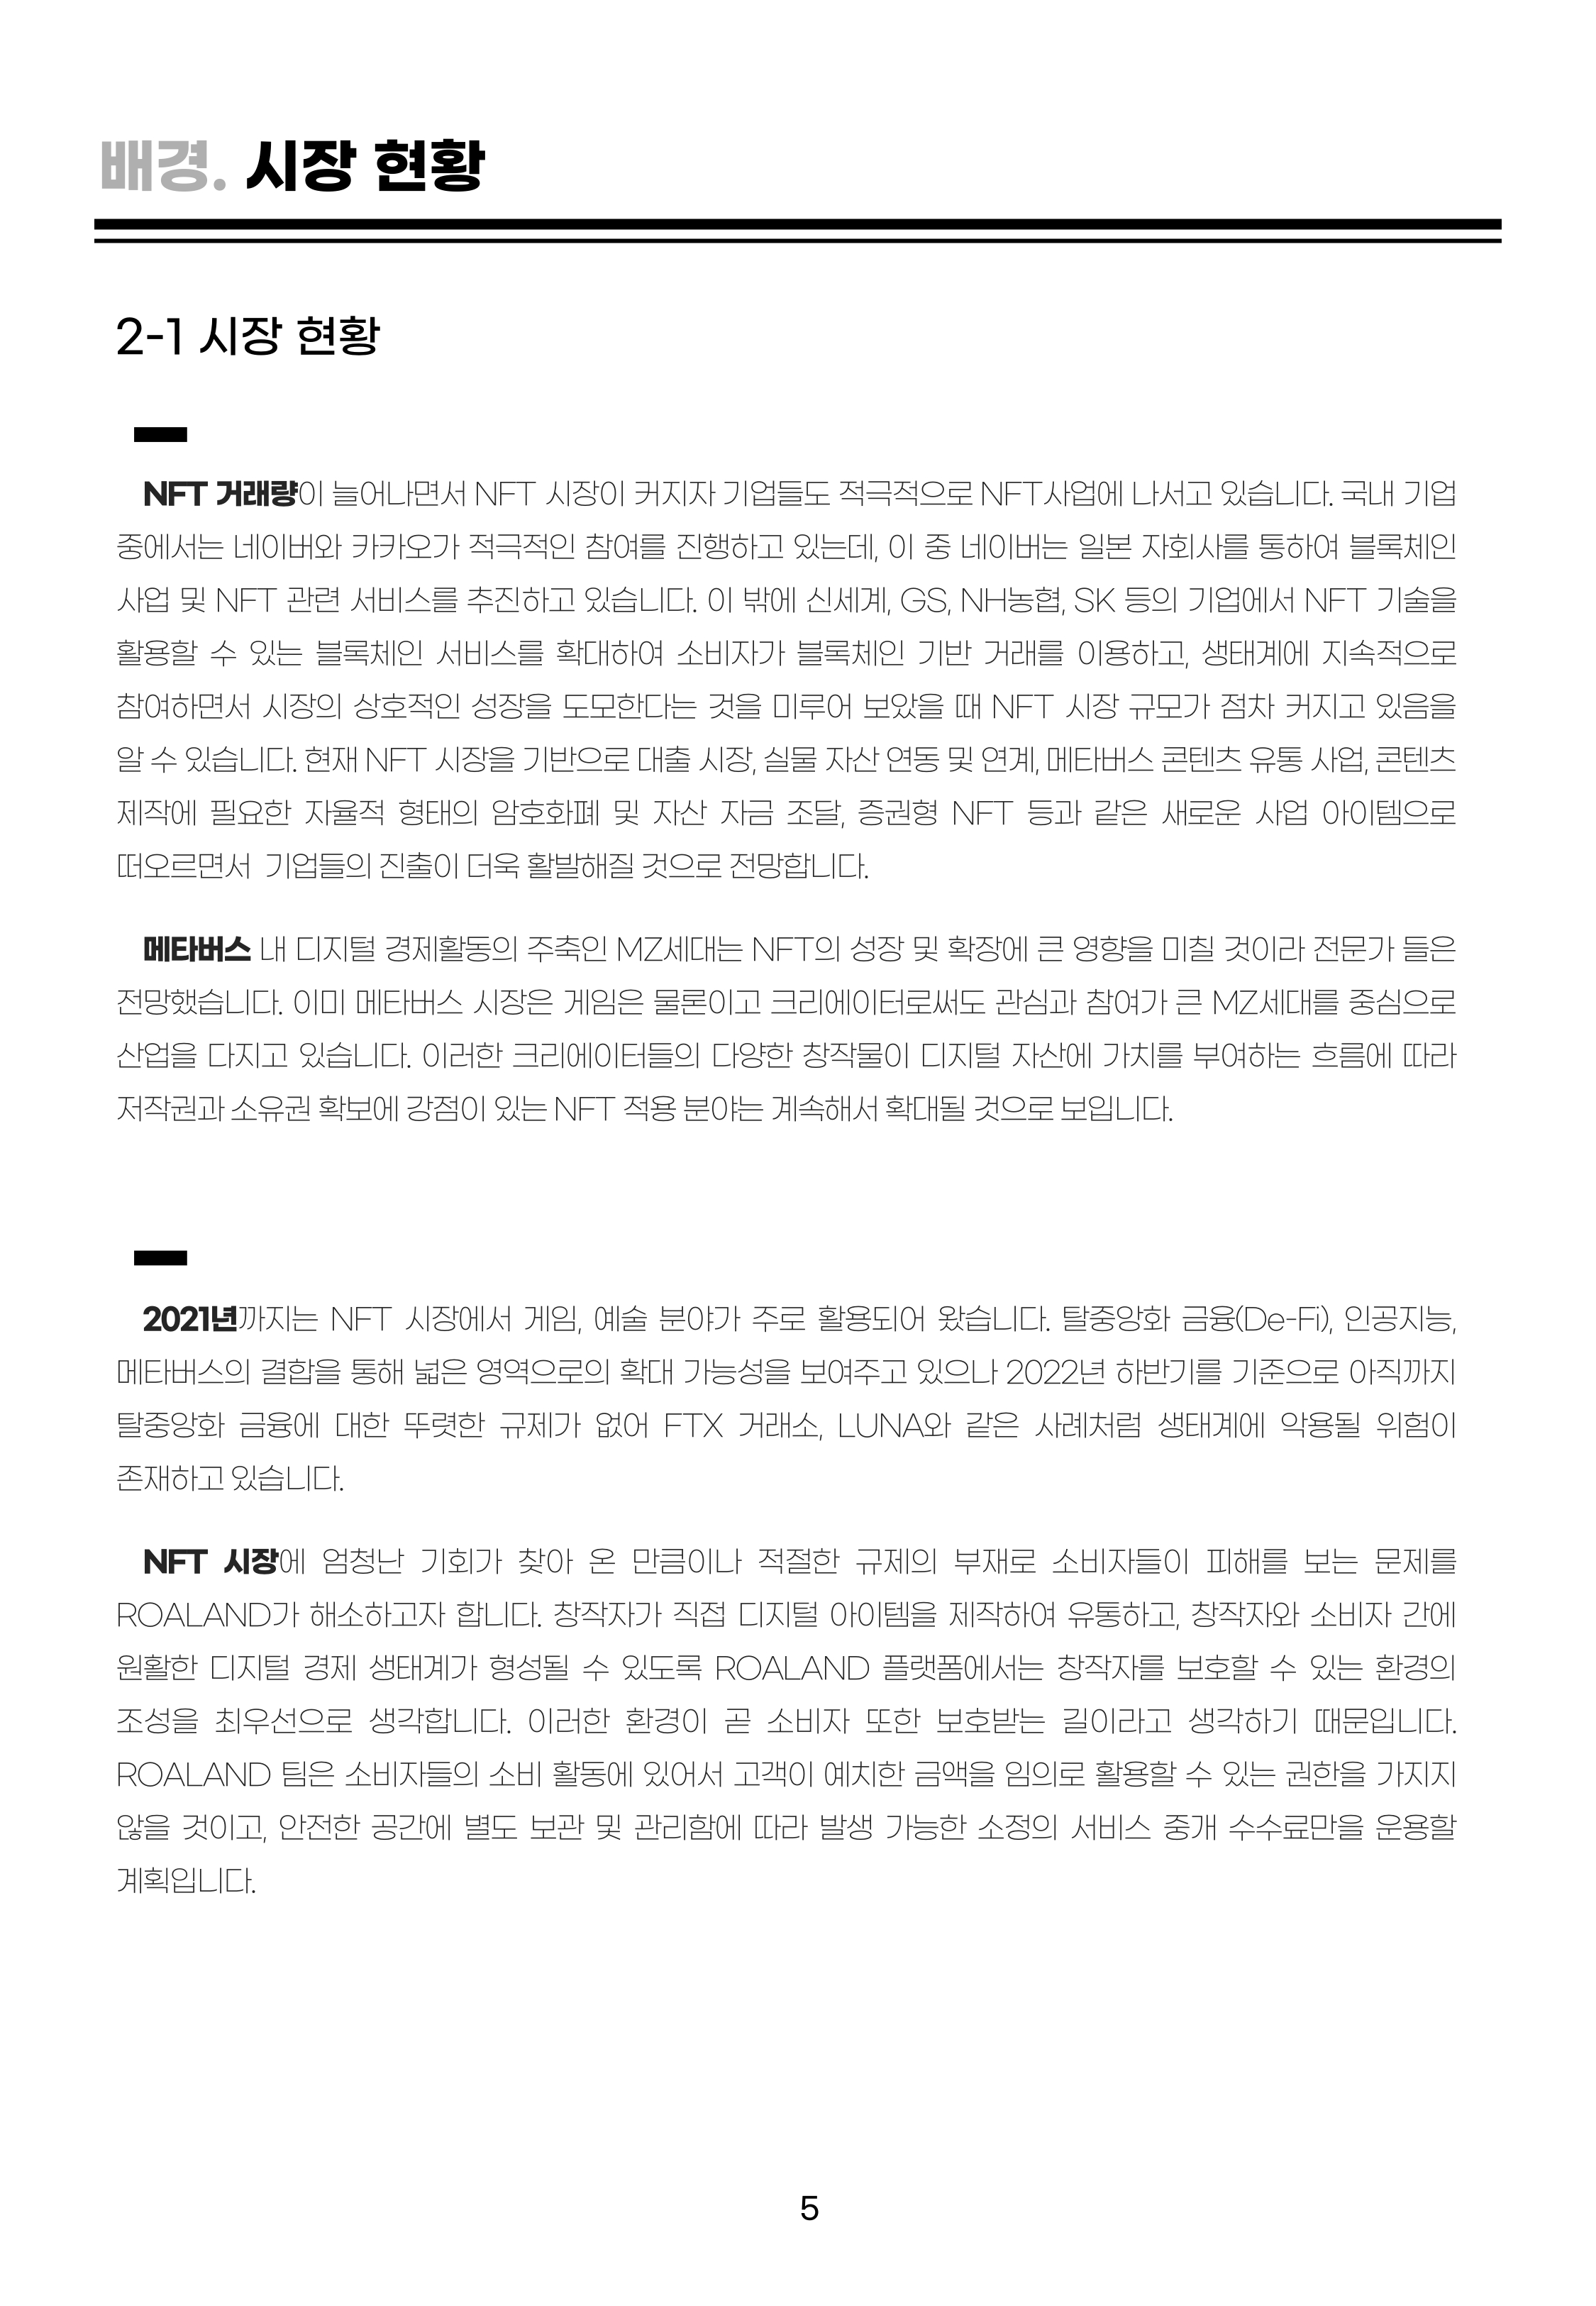 배경. 시장 현황
2-1 시장 현황
NFT 거래량이 늘어나면서 NFT 시장이 커지자 기업들도 적극적으로 NFT사업에 나서고 있습니다. 국내 기업
중에서는 네이버와 카카오가 적극적인 참여를 진행하고 있는데, 이 중 네이버는 일본 자회사를 통하여 블록체인
사업 및 NFT 관련 서비스를 추진하고 있습니다. 이 밖에 신세계, GS, NH농협, SK 등의 기업에서 NFT 기술을
활용할 수 있는 블록체인 서비스를 확대하여 소비자가 블록체인 기반 거래를 이용하고, 생태계에 지속적으로
참여하면서 시장의 상호적인 성장을 도모한다는 것을 미루어 보았을 때 NFT 시장 규모가 점차 커지고 있음을
알 수 있습니다. 현재 NFT 시장을 기반으로 대출 시장, 실물 자산 연동 및 연계, 메타버스 콘텐츠 유통 사업, 콘텐츠
제작에 필요한 자율적 형태의 암호화폐 및 자산 자금 조달, 증권형 NFT 등과 같은 새로운 사업 아이템으로
떠오르면서 기업들의 진출이 더욱 활발해질 것으로 전망합니다.
메타버스 내 디지털 경제활동의 주축인 MZ세대는 NFT의 성장 및 확장에 큰 영향을 미칠 것이라 전문가 들은
전망했습니다. 이미 메타버스 시장은 게임은 물론이고 크리에이터로써도 관심과 참여가 큰 MZ세대를 중심으로
산업을 다지고 있습니다. 이러한 크리에이터들의 다양한 창작물이 디지털 자산에 가치를 부여하는 흐름에 따라
저작권과 소유권 확보에 강점이 있는 NFT 적용 분야는 계속해서 확대될 것으로 보입니다.
2021년까지는 NFT 시장에서 게임, 예술 분야가 주로 활용되어 왔습니다. 탈중앙화 금융(De-Fi), 인공지능,
메타버스의 결합을 통해 넓은 영역으로의 확대 가능성을 보여주고 있으나 2022년 하반기를 기준으로 아직까지
탈중앙화 금융에 대한 뚜렷한 규제가 없어 FTX 거래소, LUNA와 같은 사례처럼 생태계에 악용될 위험이
존재하고 있습니다.
NFT 시장에 엄청난 기회가 찾아 온 만큼이나 적절한 규제의 부재로 소비자들이 피해를 보는 문제를
ROALAND가 해소하고자 합니다. 창작자가 직접 디지털 아이템을 제작하여 유통하고, 창작자와 소비자 간에
원활한 디지털 경제 생태계가 형성될 수 있도록 ROALAND 플랫폼에서는 창작자를 보호할 수 있는 환경의
조성을 최우선으로 생각합니다. 이러한 환경이 곧 소비자 또한 보호받는 길이라고 생각하기 때문입니다.
ROALAND 팀은 소비자들의 소비 활동에 있어서 고객이 예치한 금액을 임의로 활용할 수 있는 권한을 가지지
않을 것이고, 안전한 공간에 별도 보관 및 관리함에 따라 발생 가능한 소정의 서비스 중개 수수료만을 운용할
계획입니다.
5